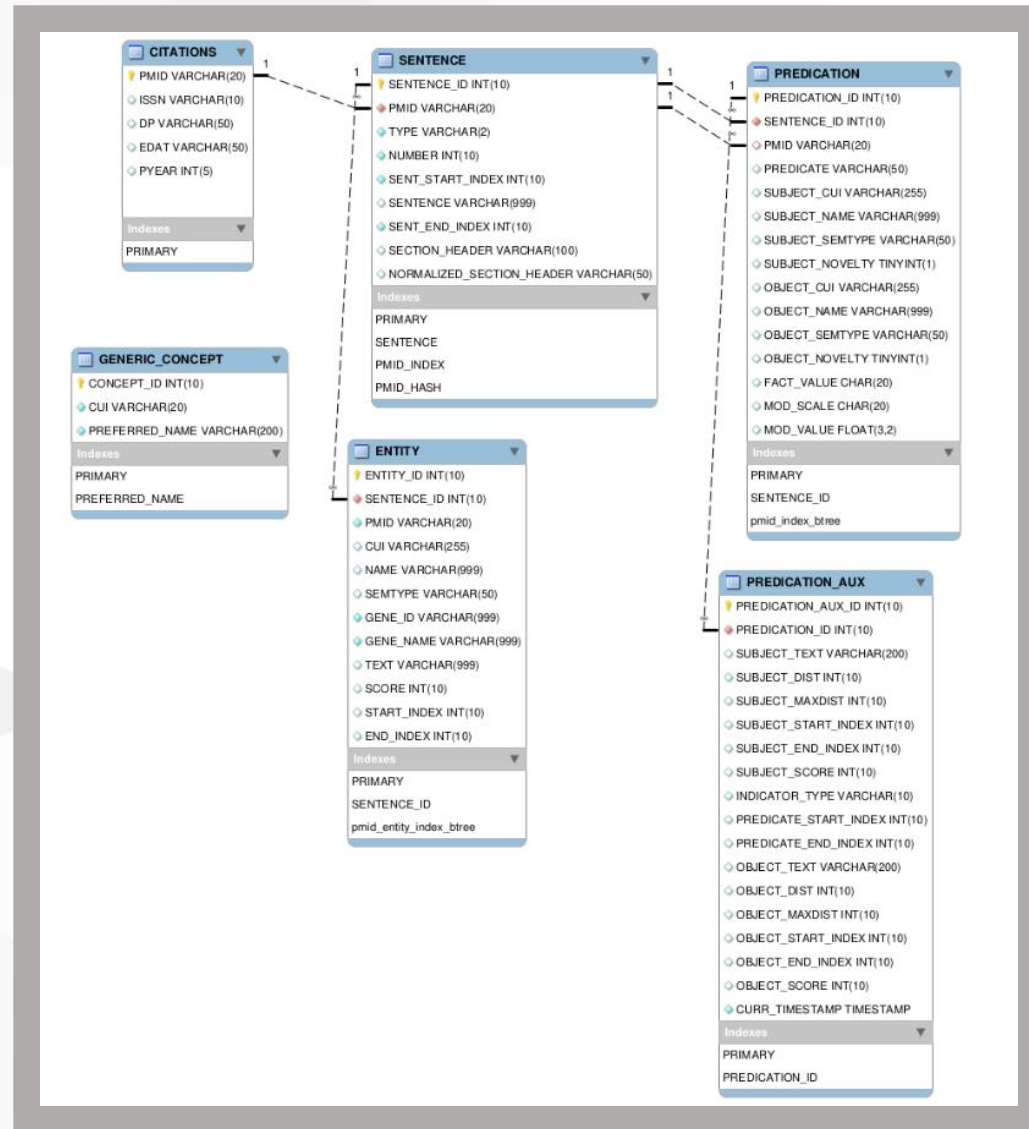 CITATIONS
PMID VARCHAR(20)
ISSN VARCHAR(10)
DP VARCHAR(50)
EDAT VARCHAR(50)
PYEAR INT(5)
Indexes
PRIMARY
1
1
SENTENCE
SENTENCE_ID INT(10)
PMID VARCHAR(20)
TYPE VARCHAR(2)
NUMBER INT(10)
SENT_START_INDEX INT(10)
SENTENCE VARCHAR(999)
SENT_END_INDEX INT(10)
SECTION_HEADER VARCHAR(100)
NORMALIZED_SECTION_HEADER VARCHAR(50)
Indexes
PRIMARY
SENTENCE
PMID_INDEX
PMID_HASH
1
1
1
∞
∞
PREDICATION
PREDICATION_ID INT(10)
SENTENCE_ID INT(10)
PMID VARCHAR(20)
PREDICATE VARCHAR(50)
SUBJECT_CUI VARCHAR(255)
SUBJECT_NAME VARCHAR(999)
SUBJECT_SEMTYPE VARCHAR(50)
SUBJECT_NOVELTY TINYINT(1)
OBJECT_CUI VARCHAR(255)
OBJECT_NAME VARCHAR(999)
OBJECT_SEMTYPE VARCHAR(50)
OBJECT_NOVELTY TINYINT(1)
FACT_VALUE CHAR(20)
MOD_SCALE CHAR(20)
MOD_VALUE FLOAT(3,2)
Indexes
PRIMARY
SENTENCE_ID
pmid_index_btree
GENERIC_CONCEPT
CONCEPT_ID INT(10)
CUI VARCHAR(20)
PREFERRED_NAME VARCHAR(200)
Indexes
PRIMARY
PREFERRED_NAME
∞
ENTITY
ENTITY_ID INT(10)
SENTENCE_ID INT(10)
PMID VARCHAR(20)
CUI VARCHAR(255)
NAME VARCHAR(999)
SEMTYPE VARCHAR(50)
GENE_ID VARCHAR(999)
GENE_NAME VARCHAR(999)
TEXT VARCHAR(999)
SCORE INT(10)
START_INDEX INT(10)
END_INDEX INT(10)
Indexes
PRIMARY
SENTENCE_ID
pmid_entity_index_btree
∞
PREDICATION_AUX
PREDICATION_AUX_ID INT(10)
PREDICATION_ID INT(10)
SUBJECT_TEXT VARCHAR(200)
SUBJECT_DIST INT(10)
SUBJECT_MAXDIST INT(10)
SUBJECT_START_INDEX INT(10)
SUBJECT_END_INDEX INT(10)
SUBJECT_SCORE INT(10)
INDICATOR_TYPE VARCHAR(10)
PREDICATE_START_INDEX INT(10)
PREDICATE_END_INDEX INT(10)
OBJECT_TEXT VARCHAR(200)
OBJECT_DIST INT(10)
OBJECT_MAXDIST INT(10)
OBJECT_START_INDEX INT(10)
OBJECT_END_INDEX INT(10)
OBJECT_SCORE INT(10)
CURR_TIMESTAMP TIMESTAMP
Indexes
PRIMARY
PREDICATION_ID